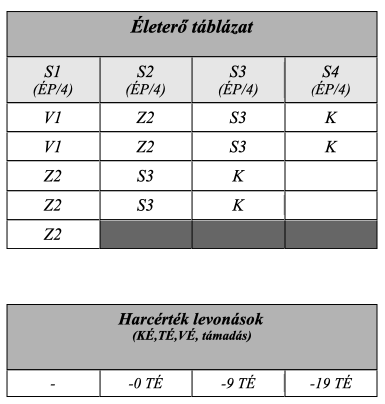 Életerő táblázat
S1 S2 S3 S4
(ÉP/4) (ÉP/4) (ÉP/4) (ÉP/4)
V1 Z2 S3 K
V1 Z2 S3 K
Z2 S3 K
Z2 S3 K
Z2
Harcérték levonások
(KÉ,TÉ,VÉ, támadás)
- -0 TÉ -9 TÉ -19 TÉ